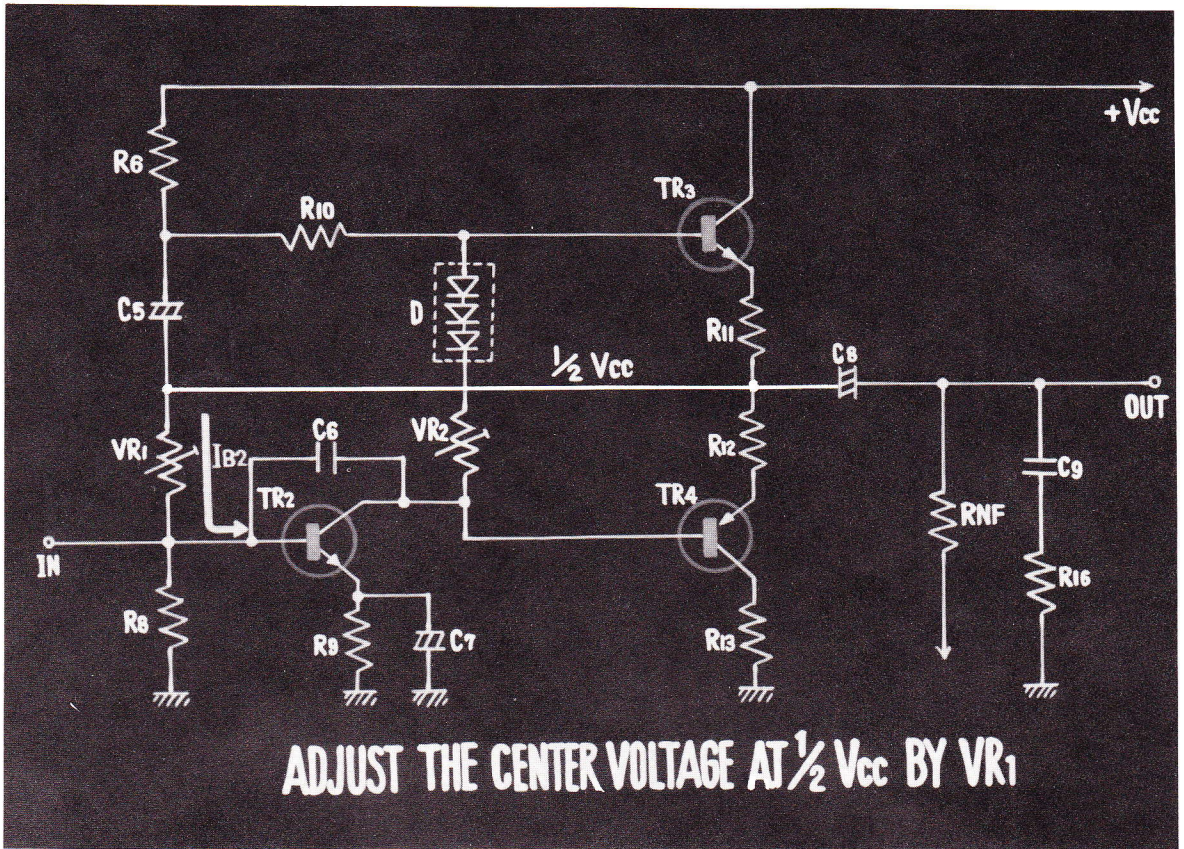 +Vcc
R6
R10
TR3
C5
D
R11
½ Vcc
C8
OUT
VR1
IB2
C6
VR2
R12
C9
TR2
TR4
RNF
IN
R16
R8
R9
C7
R13
ADJUST THE CENTER VOLTAGE AT ½ Vcc BY VR1